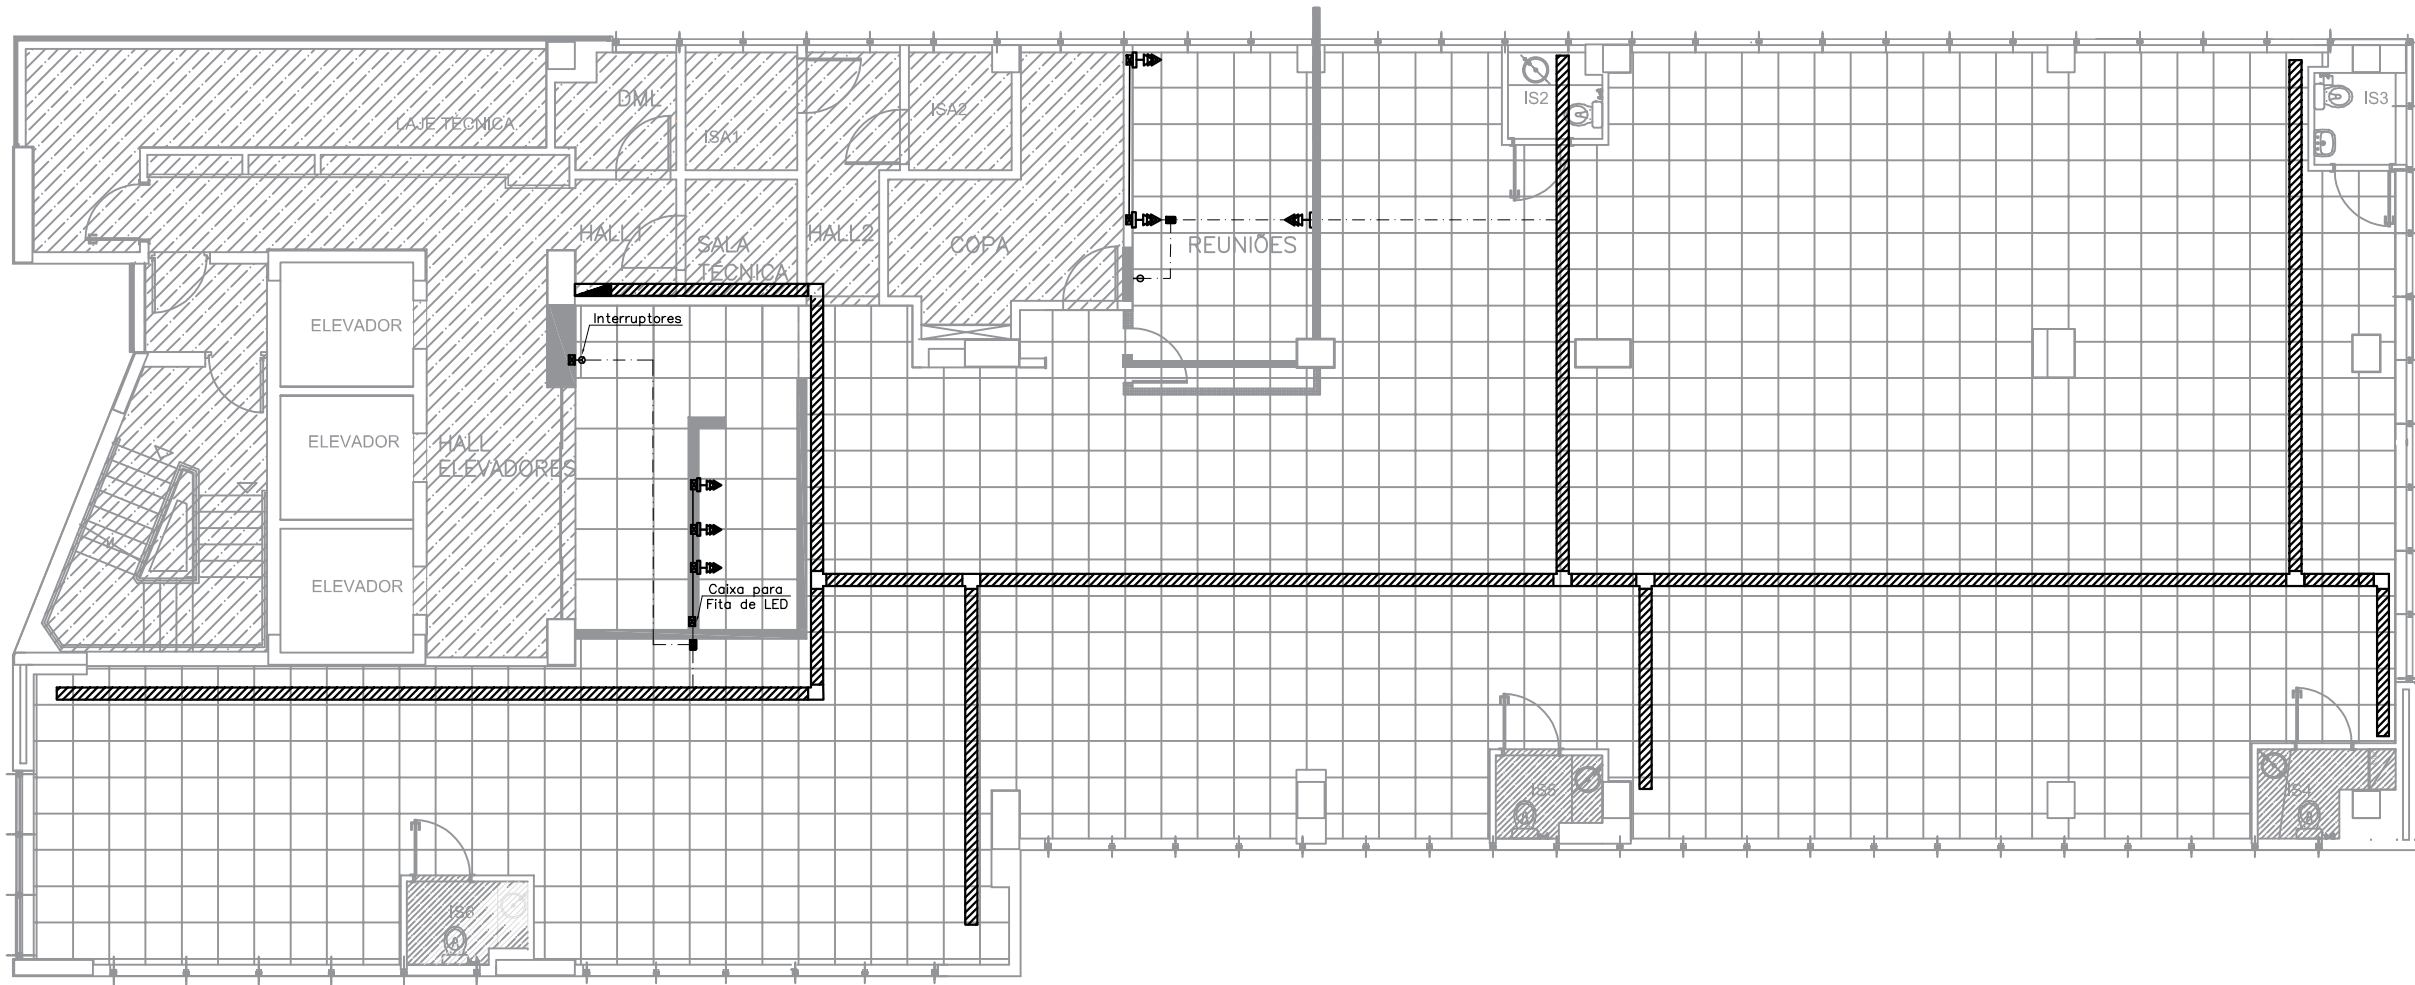 DML
LAJE TÉCNICA
ISA1
ISA2
IS2
IS3
HALL1
SALA
TÉCNICA
HALL2
COPA
REUNIÕES
ELEVADOR
Interruptores
ELEVADOR
HALL
ELEVADORES
ELEVADOR
Caixa para
Fita de LED
IS5
IS4
IS6